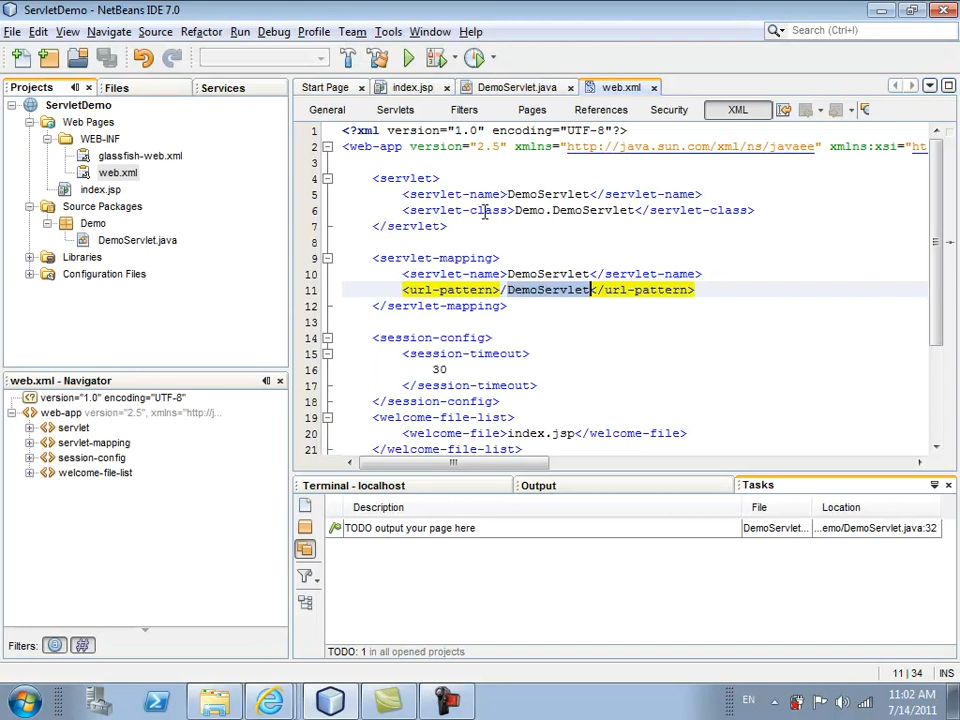 ServletDemo - NetBeans IDE 7.0
File Edit View Navigate Source Refactor Run Debug Profile Team Tools Window Help
Search (Ctrl+I)
Projects Files Services
Start Page index.jsp DemoServlet.java web.xml
General Servlets Filters Pages References Security XML
ServletDemo
Web Pages
WEB-INF
glassfish-web.xml
web.xml
index.jsp
Source Packages
Demo
DemoServlet.java
Libraries
Configuration Files
1 <?xml version="1.0" encoding="UTF-8"?>
2 <web-app version="2.5" xmlns="http://java.sun.com/xml/ns/javaee" xmlns:xsi="ht
3
4 <servlet>
5 <servlet-name>DemoServlet</servlet-name>
6 <servlet-class>Demo.DemoServlet</servlet-class>
7 </servlet>
8
9 <servlet-mapping>
10 <servlet-name>DemoServlet</servlet-name>
11 <url-pattern>/DemoServlet</url-pattern>
12 </servlet-mapping>
13
14 <session-config>
15 <session-timeout>
16 30
17 </session-timeout>
18 </session-config>
19 <welcome-file-list>
20 <welcome-file>index.jsp</welcome-file>
21 </welcome-file-list>
web.xml - Navigator
version="1.0" encoding="UTF-8"
web-app version="2.5", xmlns="http://j...
servlet
servlet-mapping
session-config
welcome-file-list
Filters:
Terminal - localhost Output Tasks
Description File Location
TODO output your page here DemoServlet... ...emo/DemoServlet.java:32
TODO: 1 in all opened projects
11 | 34 INS
EN 11:02 AM
7/14/2011